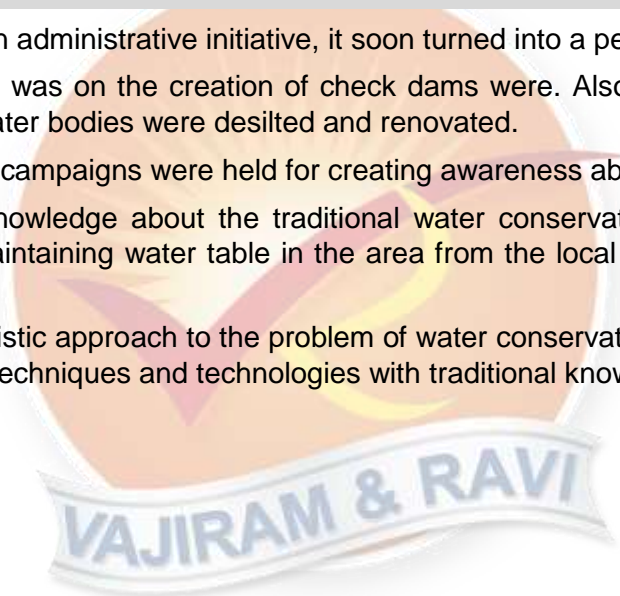 n administrative initiative, it soon turned into a pe
was on the creation of check dams were. Also
ater bodies were desilted and renovated.
campaigns were held for creating awareness ab
nowledge about the traditional water conservat
aintaining water table in the area from the local
istic approach to the problem of water conservat
echniques and technologies with traditional know
VAJIRAM & RAVI